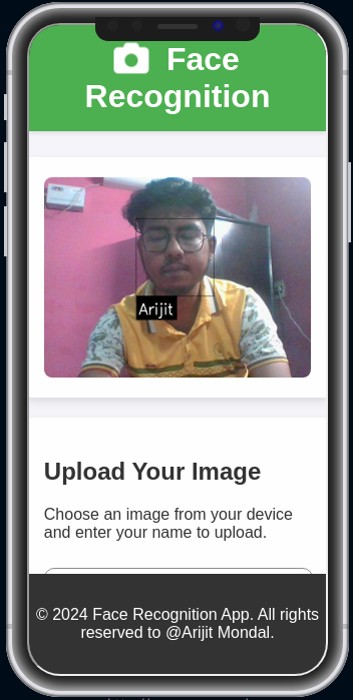 Face
Recognition
Arijit
Upload Your Image
Choose an image from your device
and enter your name to upload.
© 2024 Face Recognition App. All rights
reserved to @Arijit Mondal.